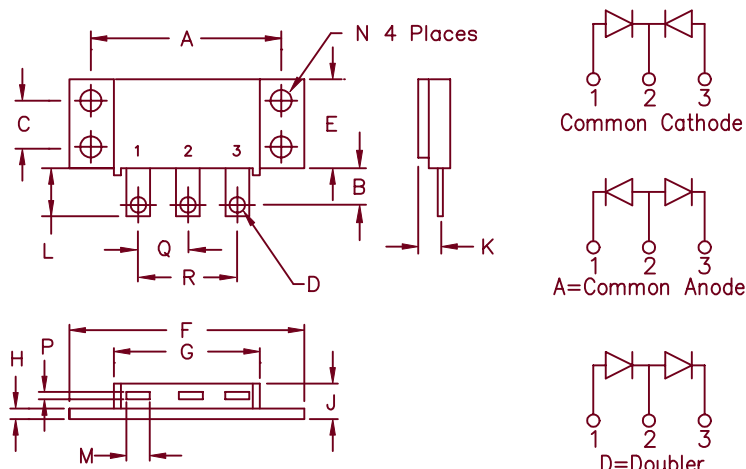 A
N 4 Places
C
E
1 2 3
B
L
Q
R
D
K
1 2 3
Common Cathode
1 2 3
A=Common Anode
F
G
H
P
J
M
1 2 3
D=Doubler